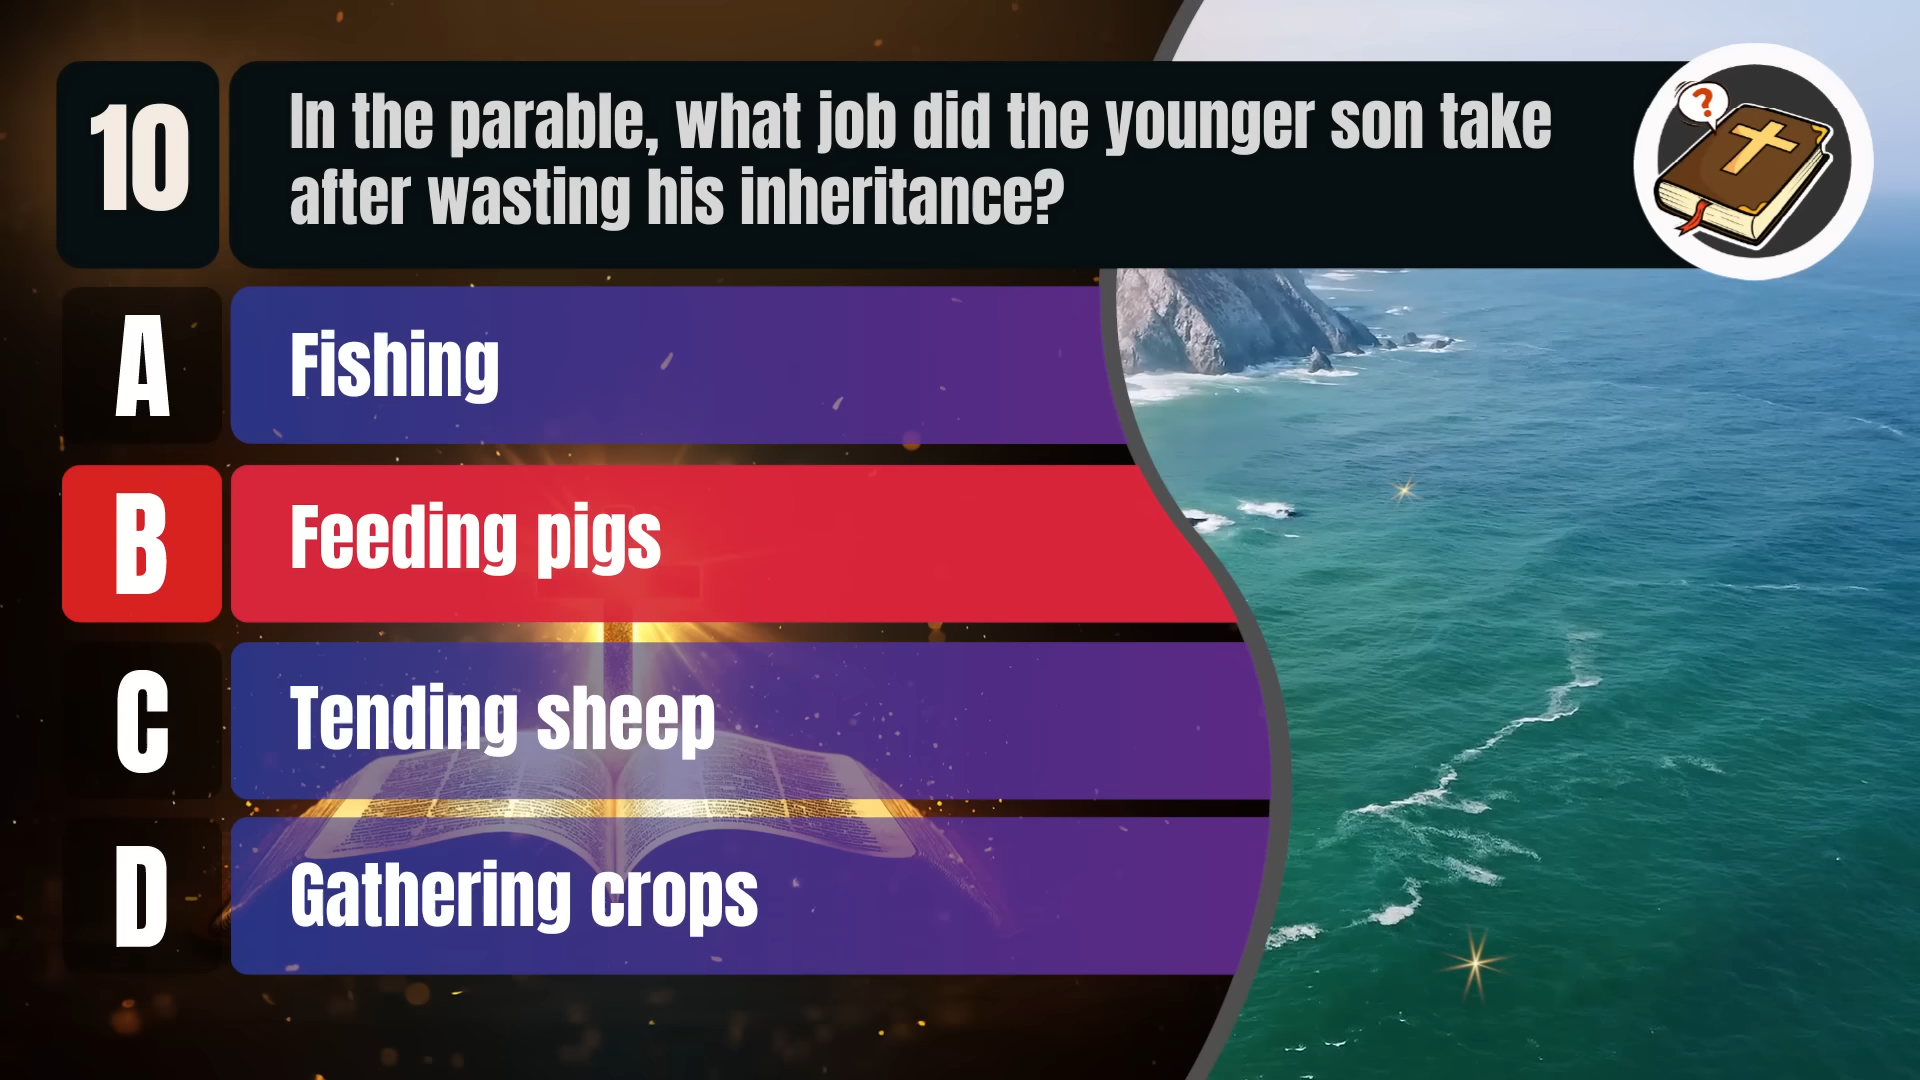 10
In the parable, what job did the younger son take
after wasting his inheritance?
?
A
Fishing
B
Feeding pigs
C
Tending sheep
D
Gathering crops